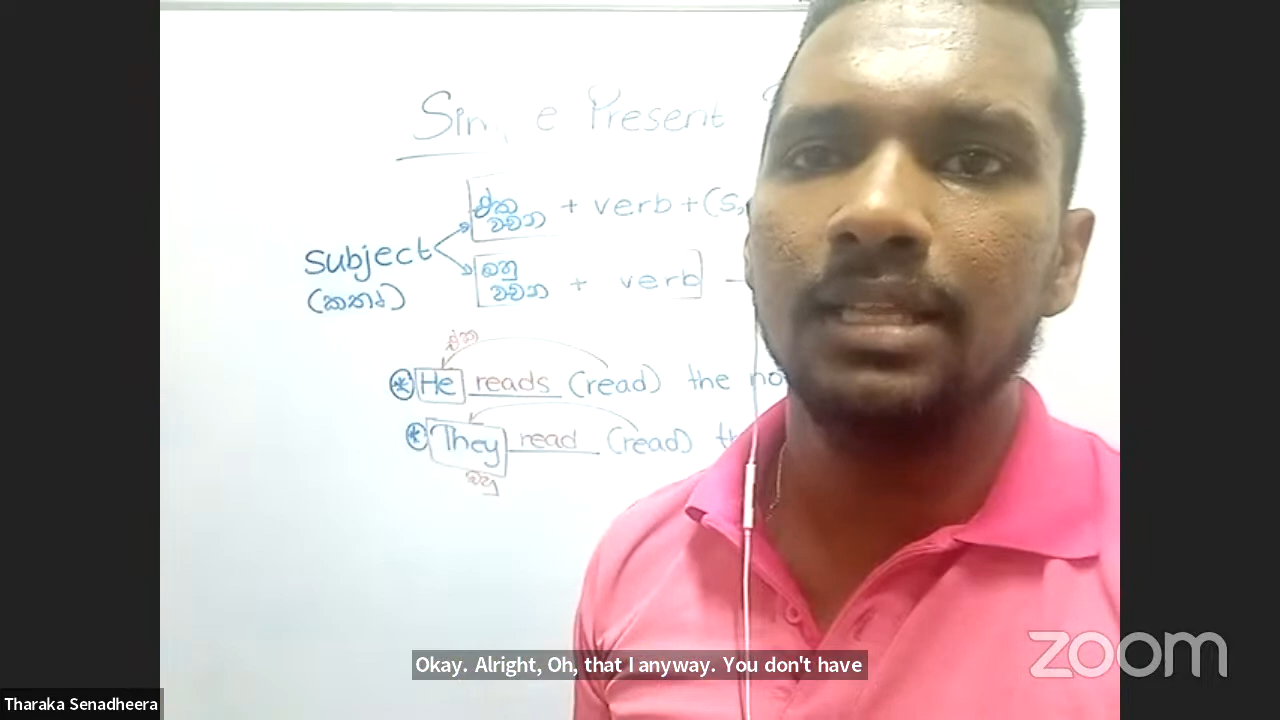 Simple Present
ඒක
වචන + verb + (s,
Subject
(කතෘ)
බහු
වචන + verb
ඒක
* He reads (read) the no
* They read (read) th
බහු
Okay. Alright, Oh, that I anyway. You don't have
Tharaka Senadheera
zoom